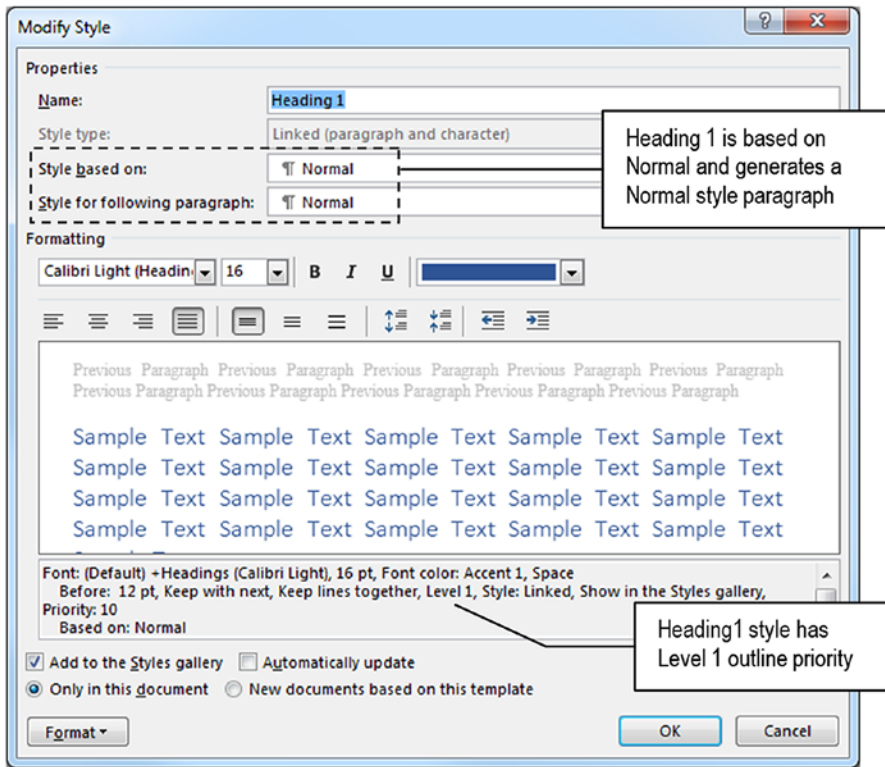 Modify Style
Properties
Name:
Heading 1
Style type:
Linked (paragraph and character)
Style based on:
¶ Normal
Style for following paragraph:
¶ Normal
Heading 1 is based on
Normal and generates a
Normal style paragraph
Formatting
Calibri Light (Headin
16
B I U
Previous Paragraph Previous Paragraph Previous Paragraph Previous Paragraph Previous Paragraph
Previous Paragraph Previous Paragraph Previous Paragraph Previous Paragraph Previous Paragraph
Sample Text Sample Text Sample Text Sample Text Sample Text
Sample Text Sample Text Sample Text Sample Text Sample Text
Sample Text Sample Text Sample Text Sample Text Sample Text
Sample Text Sample Text Sample Text Sample Text Sample Text
Font: (Default) +Headings (Calibri Light), 16 pt, Font color: Accent 1, Space
Before: 12 pt, Keep with next, Keep lines together, Level 1, Style: Linked, Show in the Styles gallery,
Priority: 10
Based on: Normal
Heading1 style has
Level 1 outline priority
Add to the Styles gallery
Automatically update
Only in this document
New documents based on this template
Format
OK
Cancel